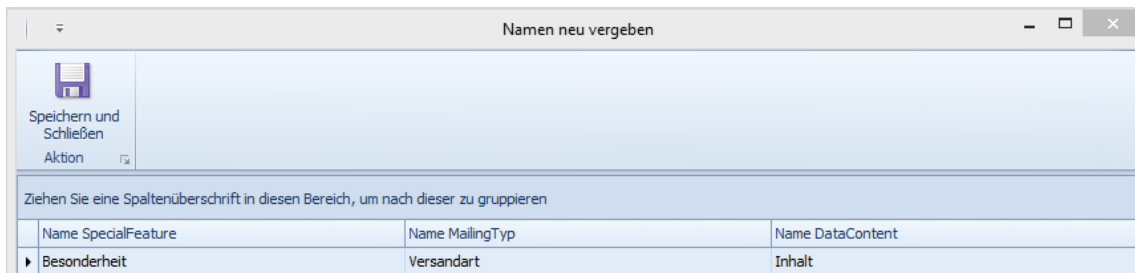 Namen neu vergeben
Speichern und
Schließen
Aktion
Ziehen Sie eine Spaltenüberschrift in diesen Bereich, um nach dieser zu gruppieren
Name SpecialFeature Name MailingTyp Name DataContent
Besonderheit Versandart Inhalt